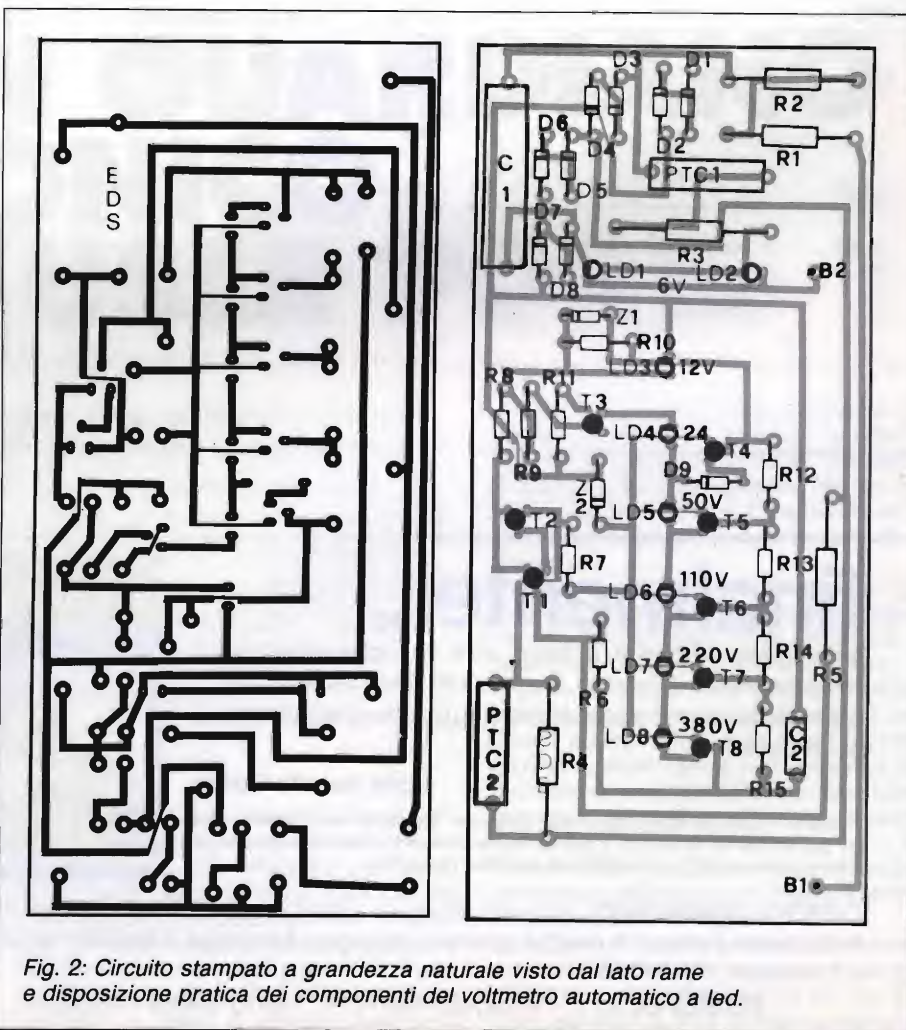 E
D
S
D3 D1
R2
D6
D4 D2
R1
C
1
PTC1
D5
D7
R3
LD1 LD2 B2
6V
D8
Z1
R10
LD3 12V
R8 R11
T3
LD4 24
T4
R9
D9
R12
Z
2
LD5 50V
T2 T5
R7
R13
T1
LD6 110V
T6
R14
LD7 220V
R5
T7
R6
P
T
C
2
R4
LD8 380V
T8
C2
R15
B1
Fig. 2: Circuito stampato a grandezza naturale visto dal lato rame
e disposizione pratica dei componenti del voltmetro automatico a led.